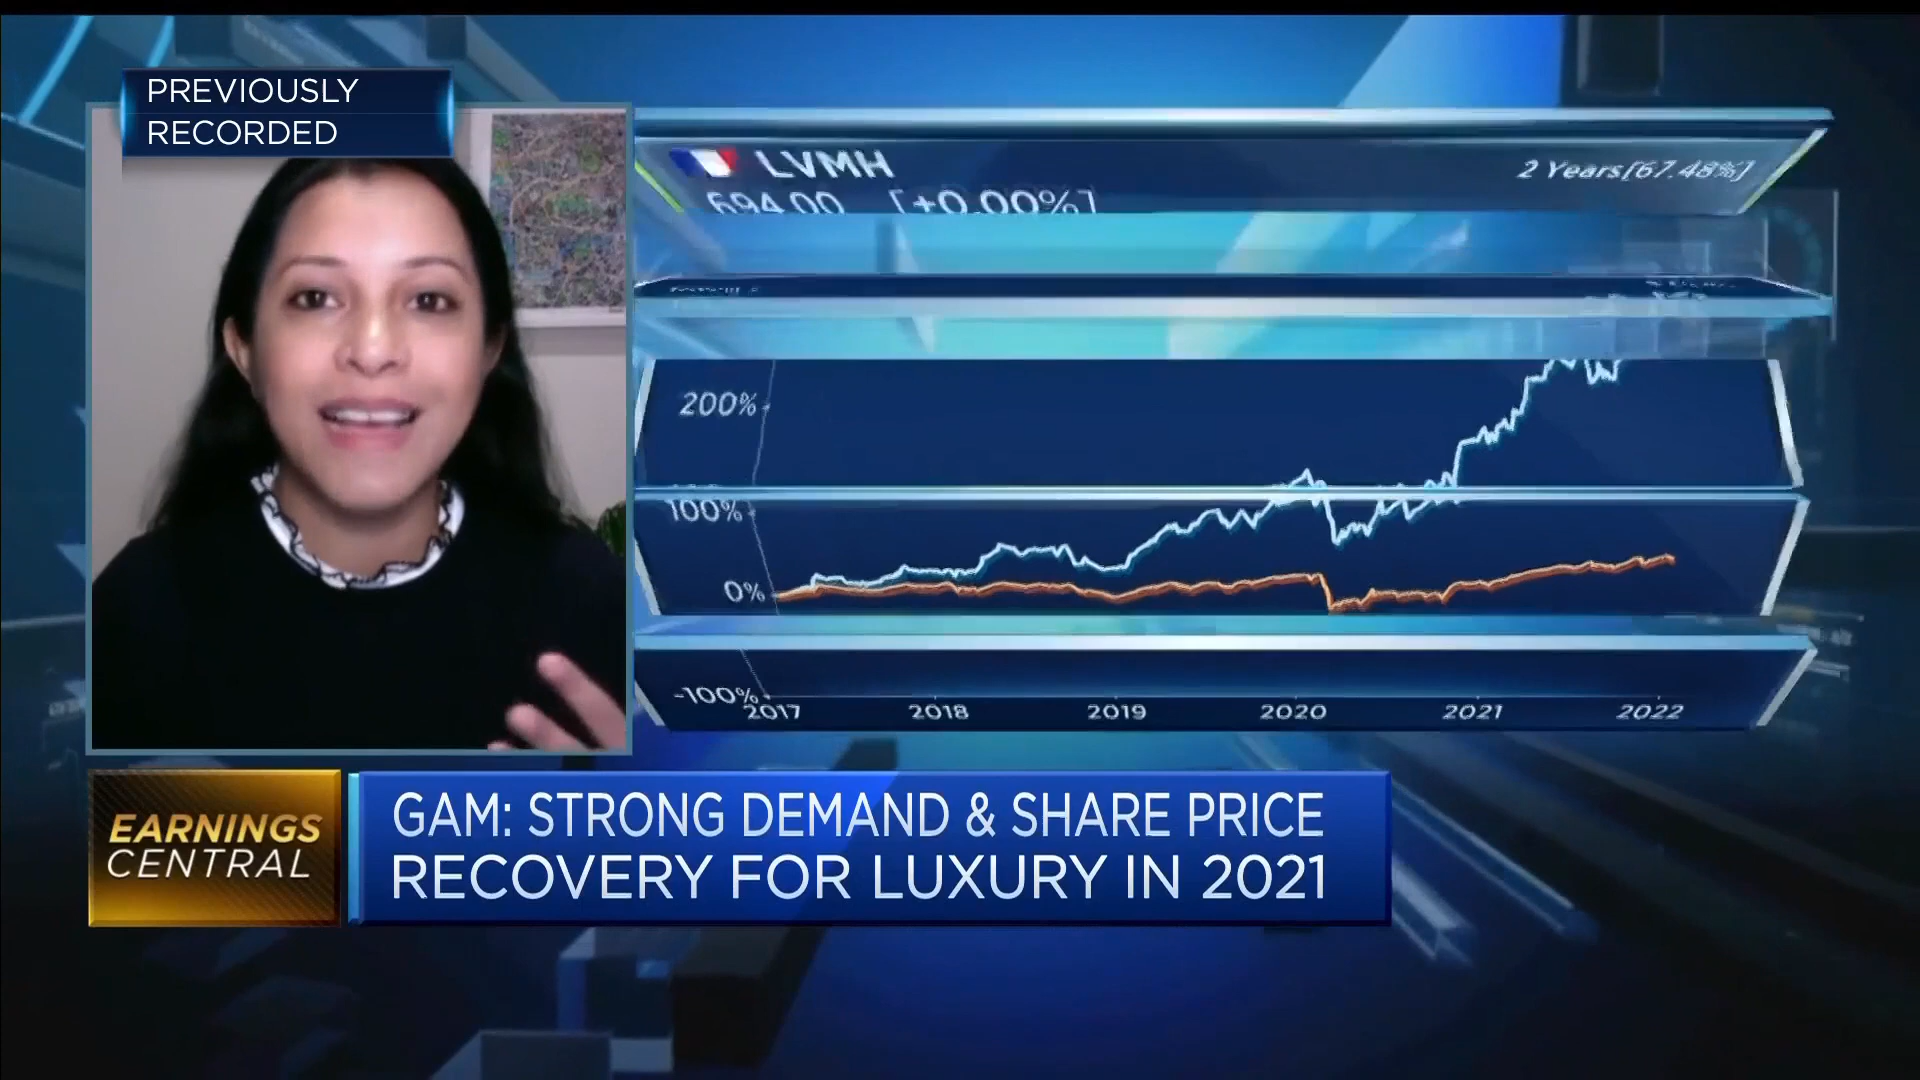 PREVIOUSLY
RECORDED
LVMH
2 Years[67.48%]
694.00 [+0.00%]
200%
100%
0%
-100%
2017 2018 2019 2020 2021 2022
EARNINGS
CENTRAL
GAM: STRONG DEMAND & SHARE PRICE
RECOVERY FOR LUXURY IN 2021